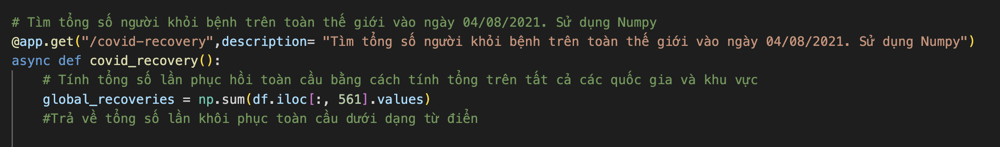 # Tìm tổng số người khỏi bệnh trên toàn thế giới vào ngày 04/08/2021. Sử dụng Numpy
@app.get("/covid-recovery",description= "Tìm tổng số người khỏi bệnh trên toàn thế giới vào ngày 04/08/2021. Sử dụng Numpy")
async def covid_recovery():
    # Tính tổng số lần phục hồi toàn cầu bằng cách tính tổng trên tất cả các quốc gia và khu vực
    global_recoveries = np.sum(df.iloc[:, 561].values)
    #Trả về tổng số lần khôi phục toàn cầu dưới dạng từ điển